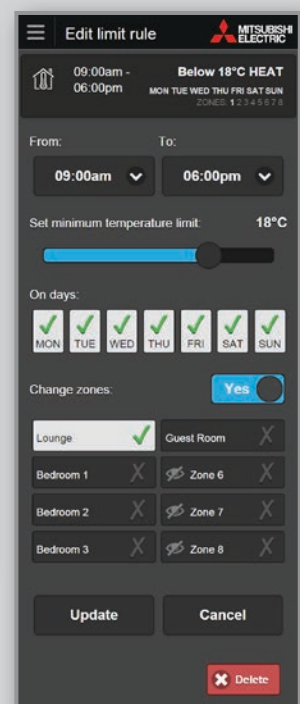 Edit limit rule
MITSUBISHI
ELECTRIC
09:00am -
06:00pm
Below 18°C HEAT
MON TUE WED THU FRI SAT SUN
ZONES: 1 2 3 4 5 6 7 8
From:
To:
09:00am
06:00pm
Set minimum temperature limit:
18°C
On days:
MON
TUE
WED
THU
FRI
SAT
SUN
Change zones:
Yes
Lounge
Guest Room
Bedroom 1
Zone 6
Bedroom 2
Zone 7
Bedroom 3
Zone 8
Update
Cancel
Delete